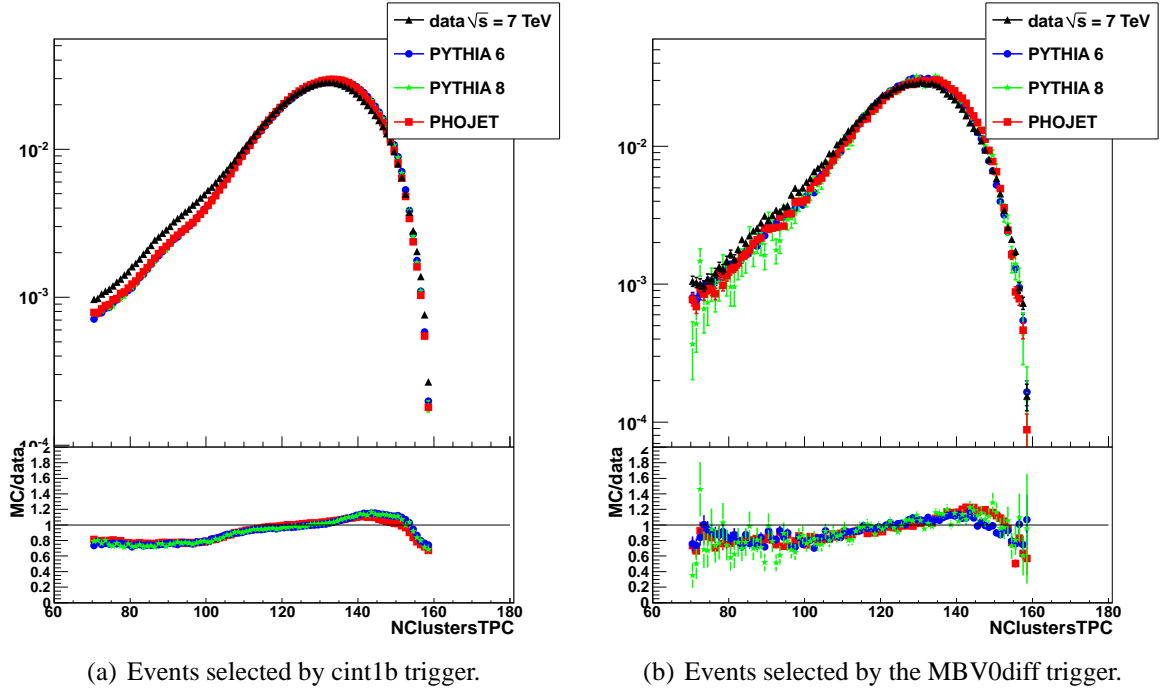 data √s = 7 TeV
PYTHIA 6
PYTHIA 8
PHOJET
10⁻²
10⁻³
10⁻⁴
MC/data
2
1.8
1.6
1.4
1.2
1
0.8
0.6
0.4
0.2
0
60 80 100 120 140 160 180
NClustersTPC
(a) Events selected by cint1b trigger.
data √s = 7 TeV
PYTHIA 6
PYTHIA 8
PHOJET
10⁻²
10⁻³
10⁻⁴
MC/data
2
1.8
1.6
1.4
1.2
1
0.8
0.6
0.4
0.2
0
60 80 100 120 140 160 180
NClustersTPC
(b) Events selected by the MBV0diff trigger.